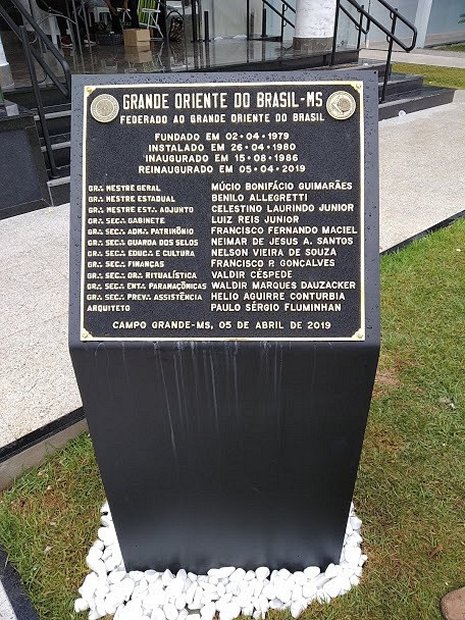 GRANDE ORIENTE DO BRASIL-MS
FEDERADO AO GRANDE ORIENTE DO BRASIL
FUNDADO EM 02·04·1979
INSTALADO EM 26·04·1980
INAUGURADO EM 15·08·1986
REINAUGURADO EM 05·04·2019
GR∴ MESTRE GERAL MÚCIO BONIFÁCIO GUIMARÃES
GR∴ MESTRE ESTADUAL BENILO ALLEGRETTI
GR∴ MESTRE EST∴ ADJUNTO CELESTINO LAURINDO JUNIOR
GR∴ SEC∴ GABINETE LUIZ REIS JUNIOR
GR∴ SEC∴ ADM∴ PATRIMÔNIO FRANCISCO FERNANDO MACIEL
GR∴ SEC∴ GUARDA DOS SELOS NEIMAR DE JESUS A. SANTOS
GR∴ SEC∴ EDUC∴ E CULTURA NELSON VIEIRA DE SOUZA
GR∴ SEC∴ FINANÇAS FRANCISCO P. GONÇALVES
GR∴ SEC∴ OR∴ RITUALÍSTICA VALDIR CÉSPEDE
GR∴ SEC∴ ENT∴ PARAMAÇÔNICAS WALDIR MARQUES DAUZACKER
GR∴ SEC∴ PREV∴ ASSISTÊNCIA HELIO AGUIRRE CONTURBIA
ARQUITETO PAULO SÉRGIO FLUMINHAN
CAMPO GRANDE-MS, 05 DE ABRIL DE 2019